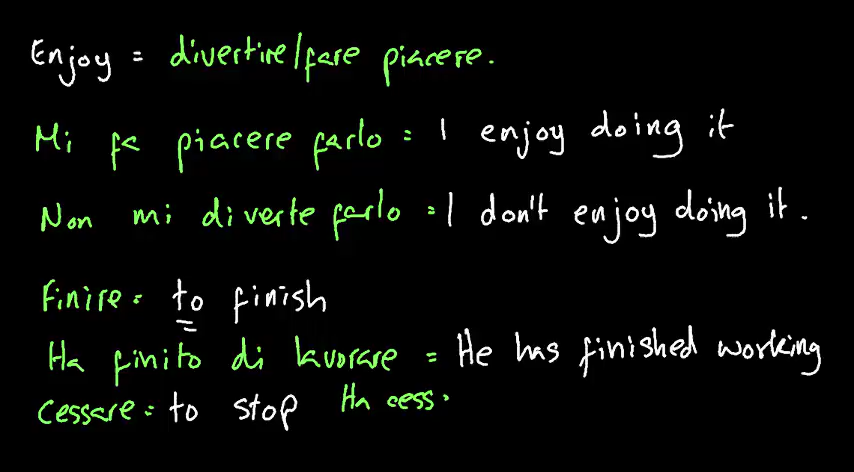 Enjoy = divertire/fare piacere.
Mi fa piacere farlo = I enjoy doing it
Non mi diverte farlo = I don't enjoy doing it.
Finire = to finish
Ha finito di lavorare = He has finished working
Cessare = to stop Ha cess.